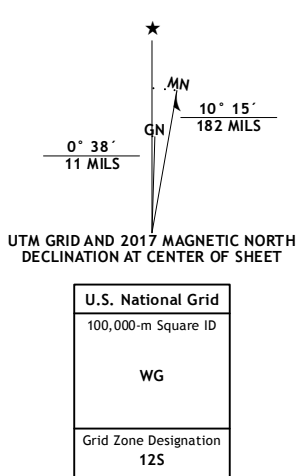 ★
MN
GN
10° 15´
182 MILS
0° 38´
11 MILS
UTM GRID AND 2017 MAGNETIC NORTH
DECLINATION AT CENTER OF SHEET
U.S. National Grid
100,000-m Square ID
WG
Grid Zone Designation
12S